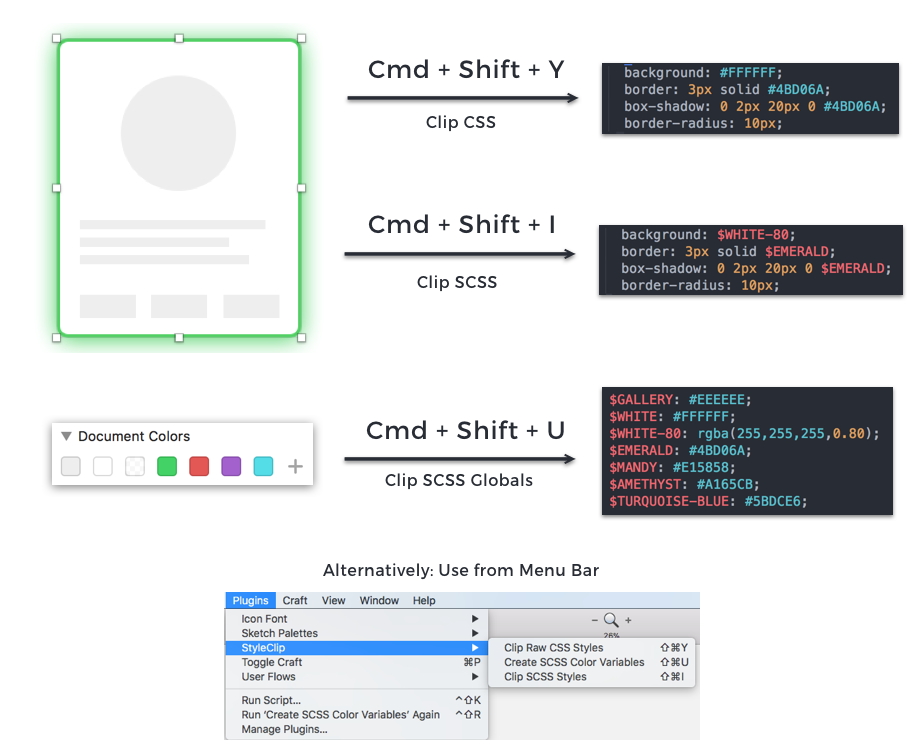 Cmd + Shift + Y
Clip CSS
background: #FFFFFF;
border: 3px solid #4BD06A;
box-shadow: 0 2px 20px 0 #4BD06A;
border-radius: 10px;
Cmd + Shift + I
Clip SCSS
background: $WHITE-80;
border: 3px solid $EMERALD;
box-shadow: 0 2px 20px 0 $EMERALD;
border-radius: 10px;
Document Colors
Cmd + Shift + U
Clip SCSS Globals
$GALLERY: #EEEEEE;
$WHITE: #FFFFFF;
$WHITE-80: rgba(255,255,255,0.80);
$EMERALD: #4BD06A;
$MANDY: #E15858;
$AMETHYST: #A165CB;
$TURQUOISE-BLUE: #5BDCE6;
Alternatively: Use from Menu Bar
Plugins Craft View Window Help
Icon Font
Sketch Palettes
StyleClip
Toggle Craft ⌘P
User Flows
Run Script... ^⇧K
Run 'Create SCSS Color Variables' Again ^⇧R
Manage Plugins...
26%
Clip Raw CSS Styles ⇧⌘Y
Create SCSS Color Variables ⇧⌘U
Clip SCSS Styles ⇧⌘I